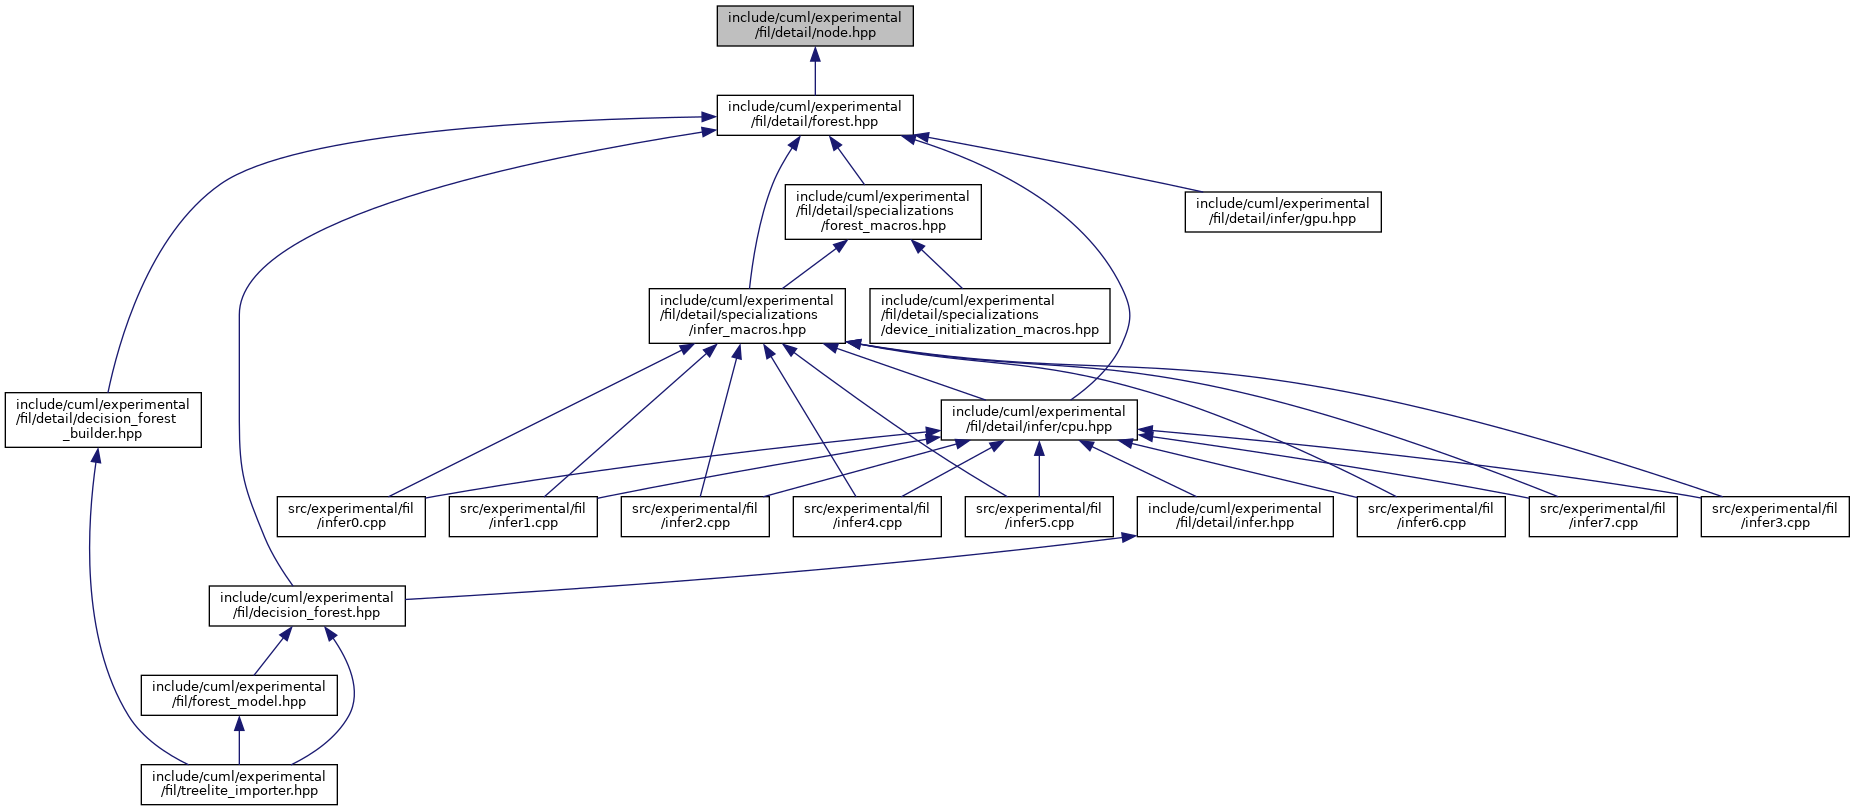 include/cuml/experimental
/fil/detail/node.hpp
include/cuml/experimental
/fil/detail/forest.hpp
include/cuml/experimental
/fil/detail/specializations
/forest_macros.hpp
include/cuml/experimental
/fil/detail/infer/gpu.hpp
include/cuml/experimental
/fil/detail/specializations
/infer_macros.hpp
include/cuml/experimental
/fil/detail/specializations
/device_initialization_macros.hpp
include/cuml/experimental
/fil/detail/decision_forest
_builder.hpp
include/cuml/experimental
/fil/detail/infer/cpu.hpp
src/experimental/fil
/infer0.cpp
src/experimental/fil
/infer1.cpp
src/experimental/fil
/infer2.cpp
src/experimental/fil
/infer4.cpp
src/experimental/fil
/infer5.cpp
include/cuml/experimental
/fil/detail/infer.hpp
src/experimental/fil
/infer6.cpp
src/experimental/fil
/infer7.cpp
src/experimental/fil
/infer3.cpp
include/cuml/experimental
/fil/decision_forest.hpp
include/cuml/experimental
/fil/forest_model.hpp
include/cuml/experimental
/fil/treelite_importer.hpp